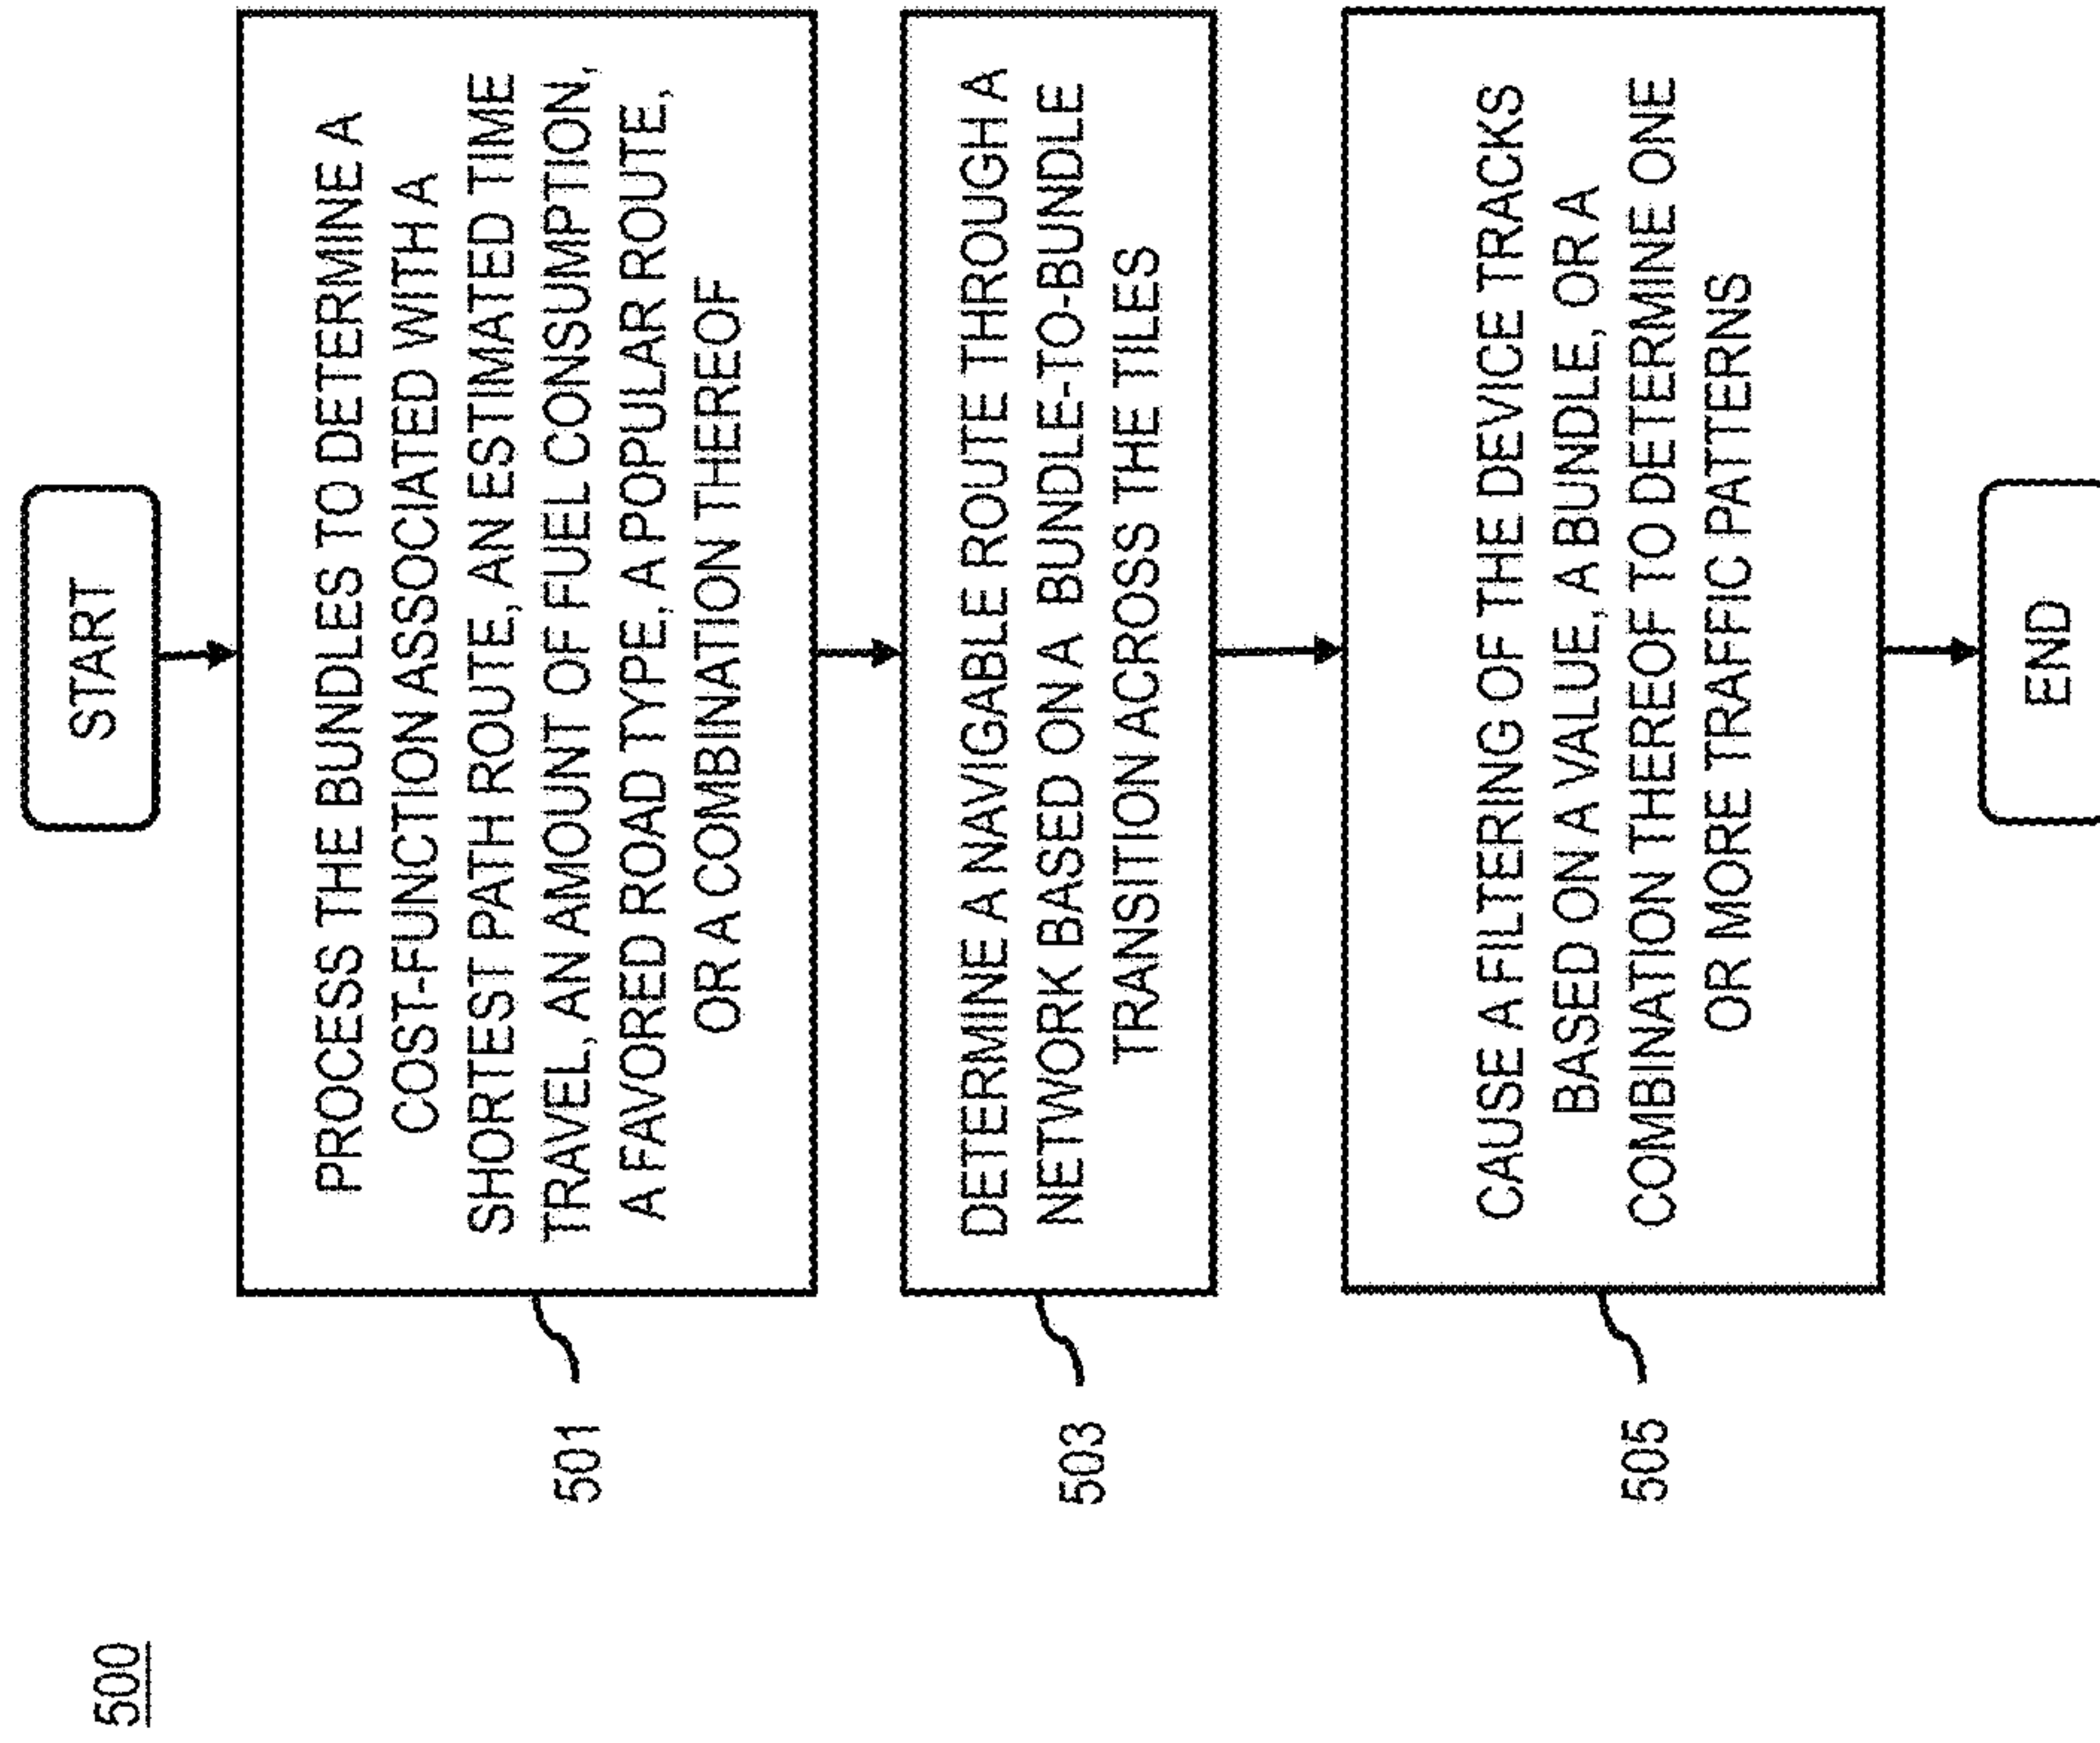 500
START
PROCESS THE BUNDLES TO DETERMINE A
COST-FUNCTION ASSOCIATED WITH A
SHORTEST PATH ROUTE, AN ESTIMATED TIME
TRAVEL, AN AMOUNT OF FUEL CONSUMPTION,
A FAVORED ROAD TYPE, A POPULAR ROUTE,
OR A COMBINATION THEREOF
501
DETERMINE A NAVIGABLE ROUTE THROUGH A
NETWORK BASED ON A BUNDLE-TO-BUNDLE
TRANSITION ACROSS THE TILES
503
CAUSE A FILTERING OF THE DEVICE TRACKS
BASED ON A VALUE, A BUNDLE, OR A
COMBINATION THEREOF TO DETERMINE ONE
OR MORE TRAFFIC PATTERNS
505
END